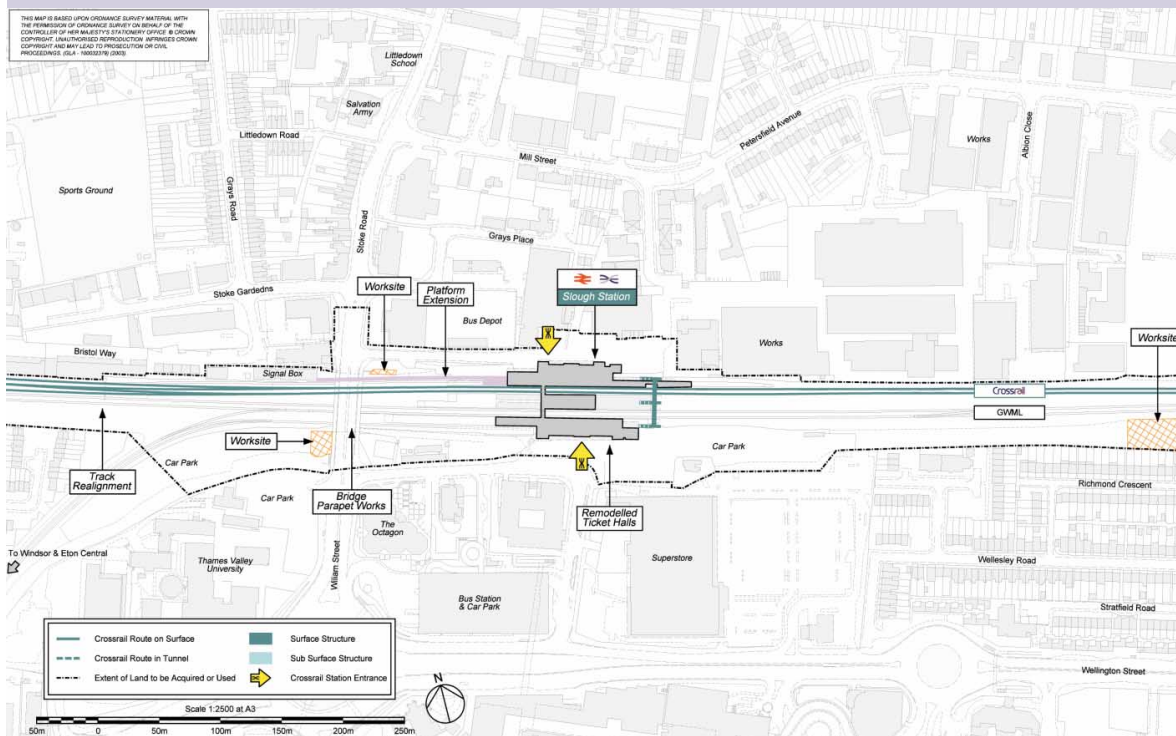 THIS MAP IS BASED UPON ORDNANCE SURVEY MATERIAL WITH
THE PERMISSION OF ORDNANCE SURVEY ON BEHALF OF THE
CONTROLLER OF HER MAJESTY'S STATIONERY OFFICE © CROWN
COPYRIGHT. UNAUTHORISED REPRODUCTION INFRINGES CROWN
COPYRIGHT AND MAY LEAD TO PROSECUTION OR CIVIL
PROCEEDINGS. (GLA - 100032379) (2003)
Littledown
School
Salvation
Army
Littledown Road
Sports Ground
Grays Road
Stoke Road
Mill Street
Petersfield Avenue
Works
Albion Close
Grays Place
Stoke Gardedns
Worksite
Platform
Extension
Slough Station
Bus Depot
Works
Worksite
Bristol Way
Signal Box
Crossrail
GWML
Worksite
Car Park
Car Park
Track
Realignment
Car Park
Bridge
Parapet Works
Remodelled
Ticket Halls
Richmond Crescent
The
Octagon
Superstore
To Windsor & Eton Central
Thames Valley
University
William Street
Wellesley Road
Bus Station
& Car Park
Stratfield Road
Crossrail Route on Surface
Surface Structure
Crossrail Route in Tunnel
Sub Surface Structure
Extent of Land to be Acquired or Used
Crossrail Station Entrance
Wellington Street
N
Scale 1:2500 at A3
50m 0 50m 100m 150m 200m 250m